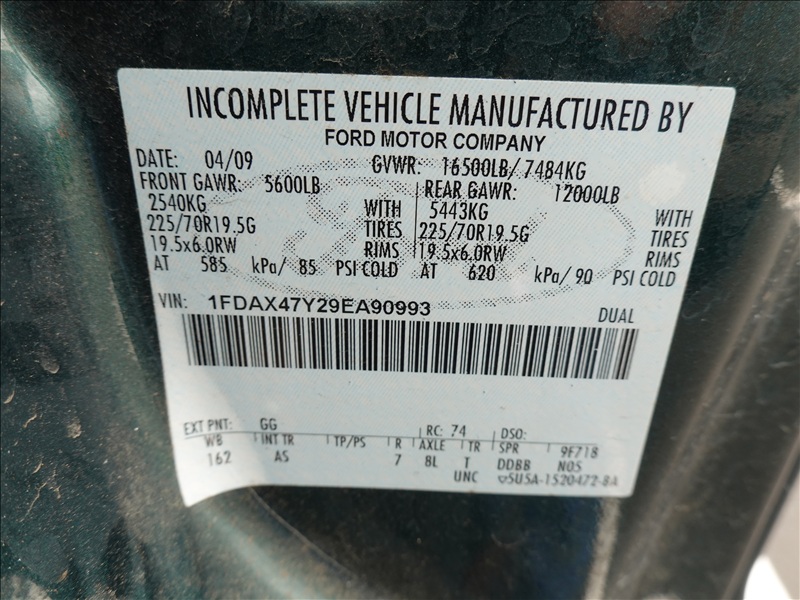 INCOMPLETE VEHICLE MANUFACTURED BY
FORD MOTOR COMPANY
DATE: 04/09 GVWR: 16500LB/ 7484KG
FRONT GAWR: 5600LB REAR GAWR: 12000LB
2540KG WITH 5443KG WITH
225/70R19.5G TIRES 225/70R19.5G TIRES
19.5x6.0RW RIMS 19.5x6.0RW RIMS
AT 585 kPa/ 85 PSI COLD AT 620 kPa/ 90 PSI COLD
VIN: 1FDAX47Y29EA90993 DUAL
EXT PNT: GG RC: 74 DSO:
WB INT TR TP/PS R AXLE TR SPR 9F718
162 AS 7 8L T DDBB N05
UNC 5U5A-1520472-BA